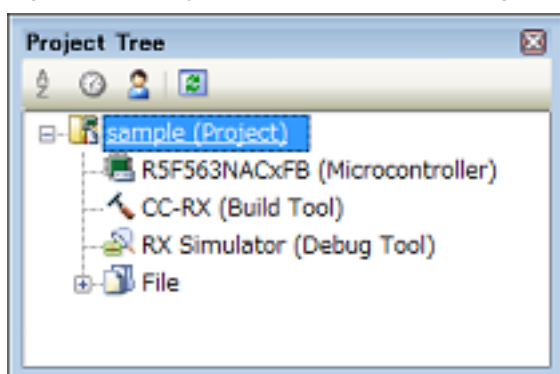 Project Tree
sample (Project)
R5F563NACxFB (Microcontroller)
CC-RX (Build Tool)
RX Simulator (Debug Tool)
File